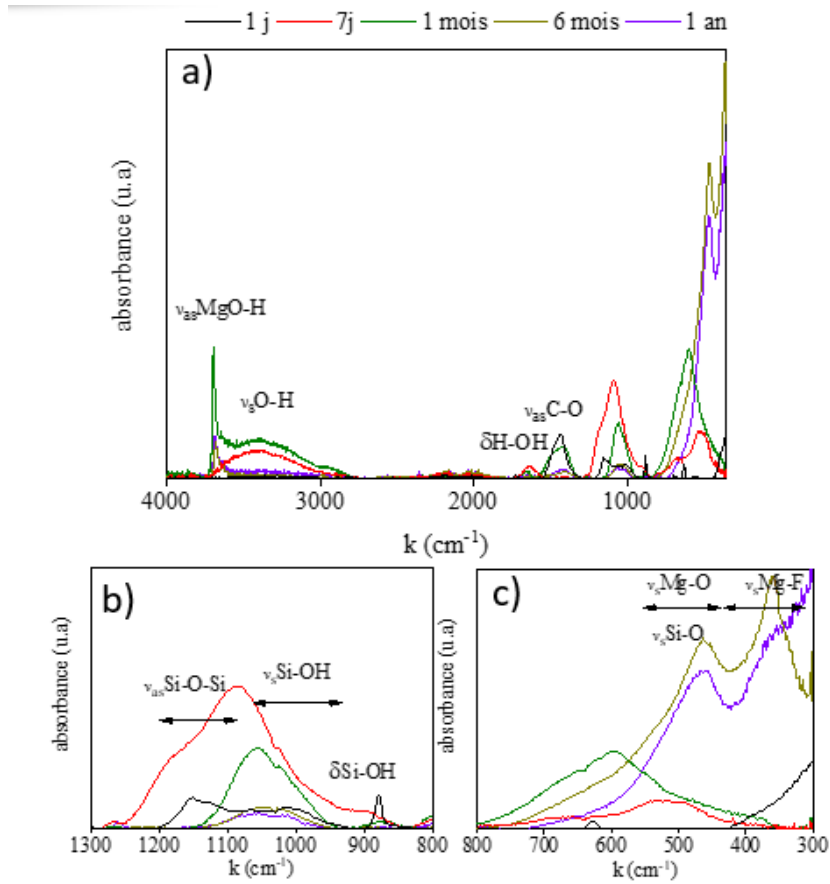 1 j 7j 1 mois 6 mois 1 an
a)
absorbance (u.a)
νasMgO-H
νsO-H
νasC-O
δH-OH
4000 3000 2000 1000
k (cm-1)
b)
absorbance (u.a)
νasSi-O-Si
νsSi-OH
δSi-OH
1300 1200 1100 1000 900 800
k (cm-1)
c)
absorbance (u.a)
νsMg-O νsMg-F
νsSi-O
800 700 600 500 400 300
k (cm-1)